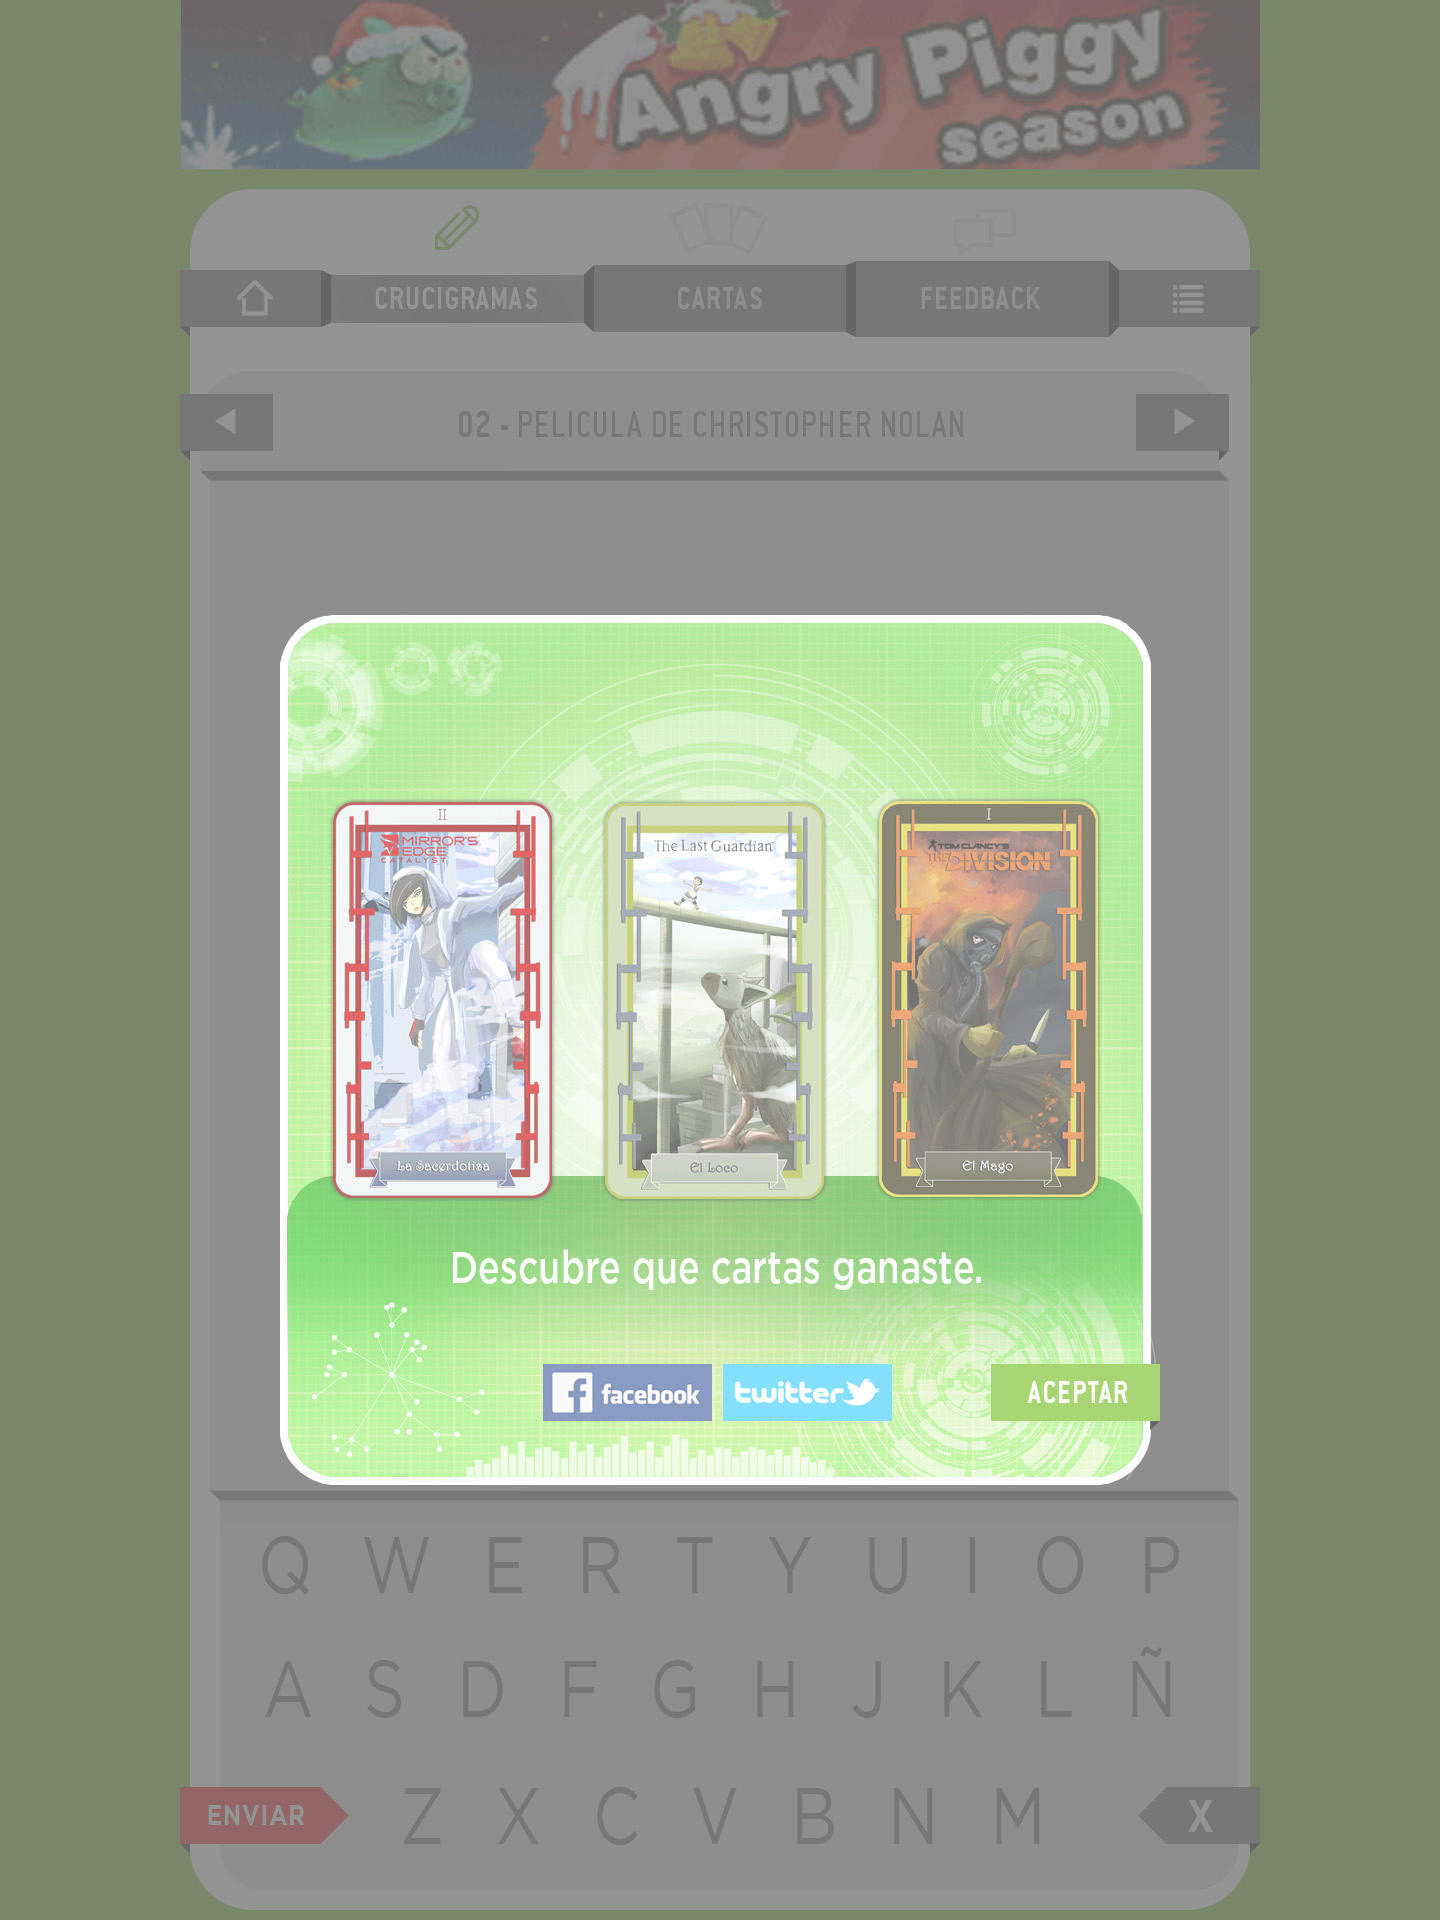 Angry Piggy
season
CRUCIGRAMAS
CARTAS
FEEDBACK
02 - PELICULA DE CHRISTOPHER NOLAN
II
MIRROR'S
EDGE
CATALYST
La Sacerdotisa
The Last Guardian
El Loco
I
TOM CLANCY'S
THE DIVISION
El Mago
Descubre que cartas ganaste.
facebook
twitter
ACEPTAR
Q W E R T Y U I O P
A S D F G H J K L Ñ
ENVIAR
Z X C V B N M
X